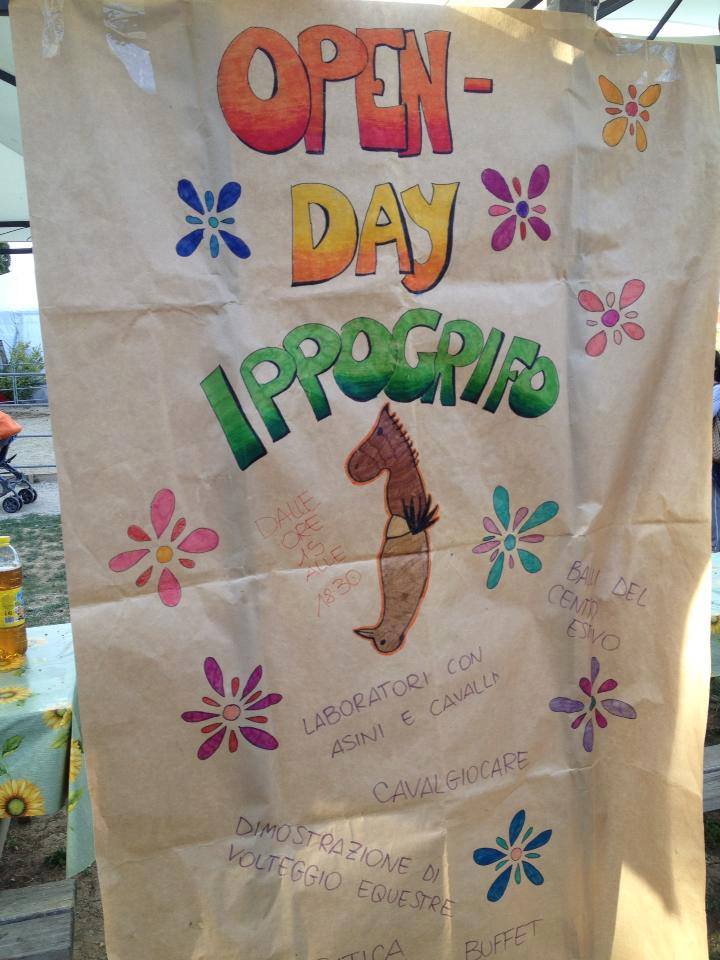 OPEN-
DAY
IPPOGRIFO
DALLE
ORE
15
ALLE
18.30
BALLI DEL
CENTRO
ESTIVO
LABORATORI CON
ASINI E CAVALLI
CAVALGIOCARE
DIMOSTRAZIONE DI
VOLTEGGIO EQUESTRE
BUFFET